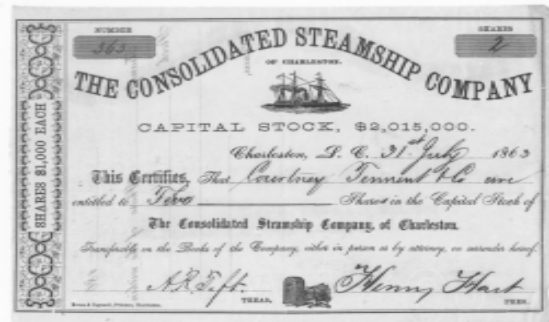 NUMBER
363
SHARES
2
THE CONSOLIDATED STEAMSHIP COMPANY
OF CHARLESTON.
CAPITAL STOCK, $2,015,000.
Charleston, S. C. 31st July 1863
This Certifies, That Courtney Tennent & Co are
entitled to Two Shares in the Capital Stock of
The Consolidated Steamship Company, of Charleston.
Transferable on the Books of the Company, either in person or by attorney, on surrender hereof.
Henry Hart
TREAS.
PRES.
SHARES $1,000 EACH